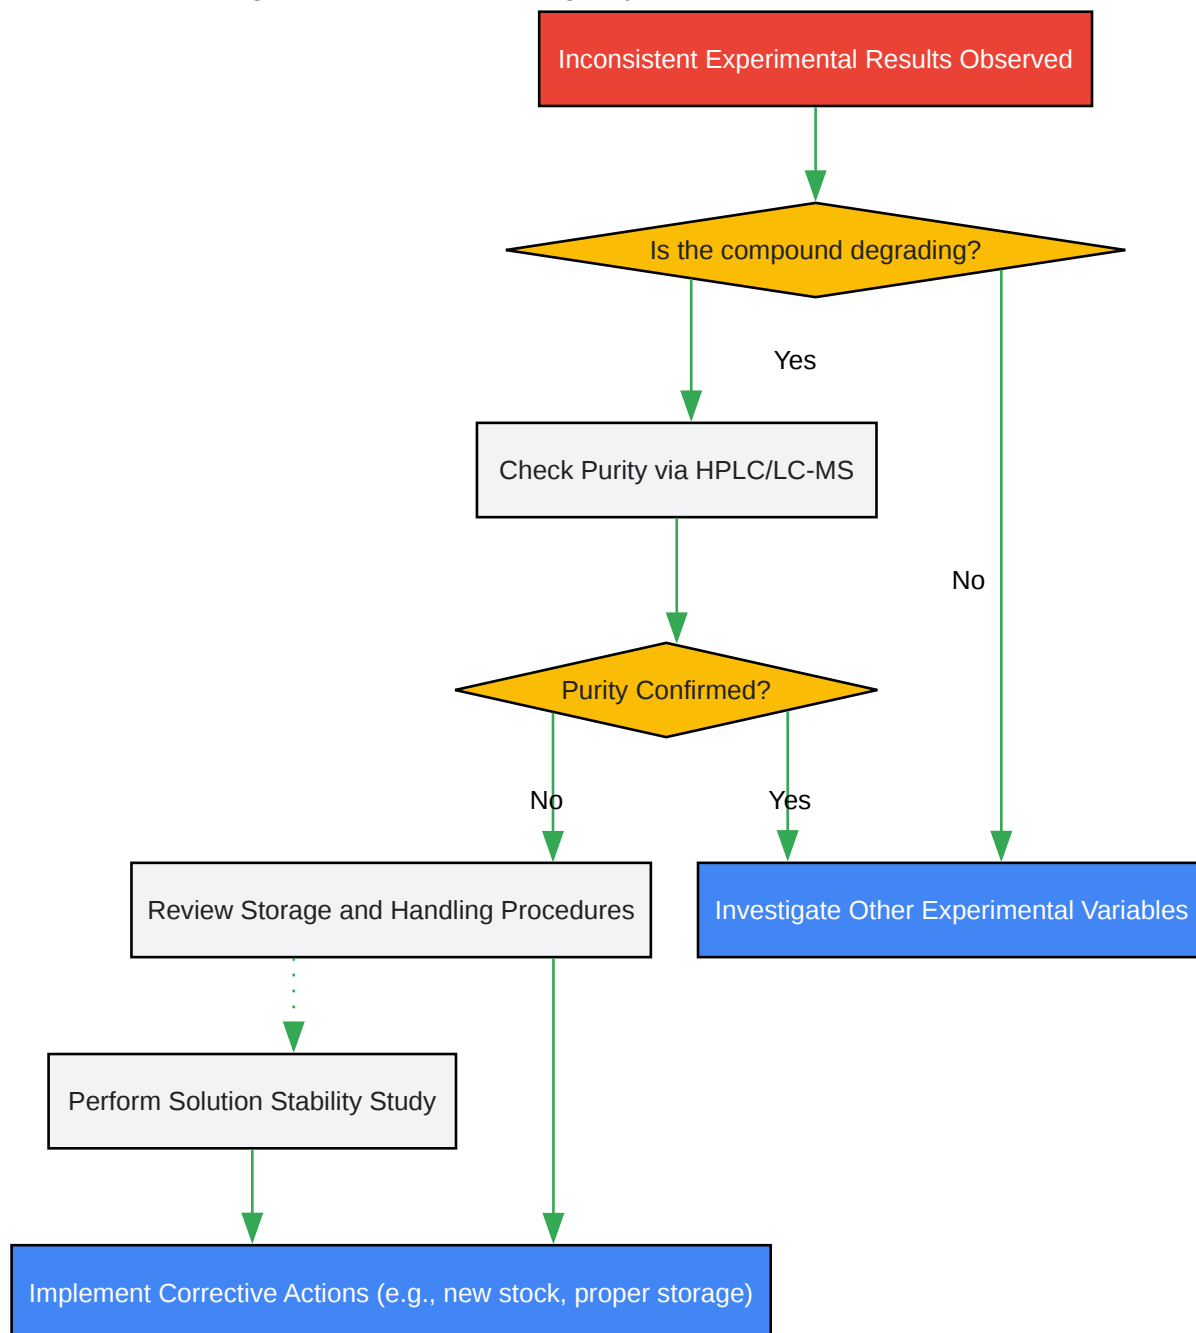 Inconsistent Experimental Results Observed
Is the compound degrading?
Yes
Check Purity via HPLC/LC-MS
No
Purity Confirmed?
No
Yes
Review Storage and Handling Procedures
Investigate Other Experimental Variables
Perform Solution Stability Study
Implement Corrective Actions (e.g., new stock, proper storage)